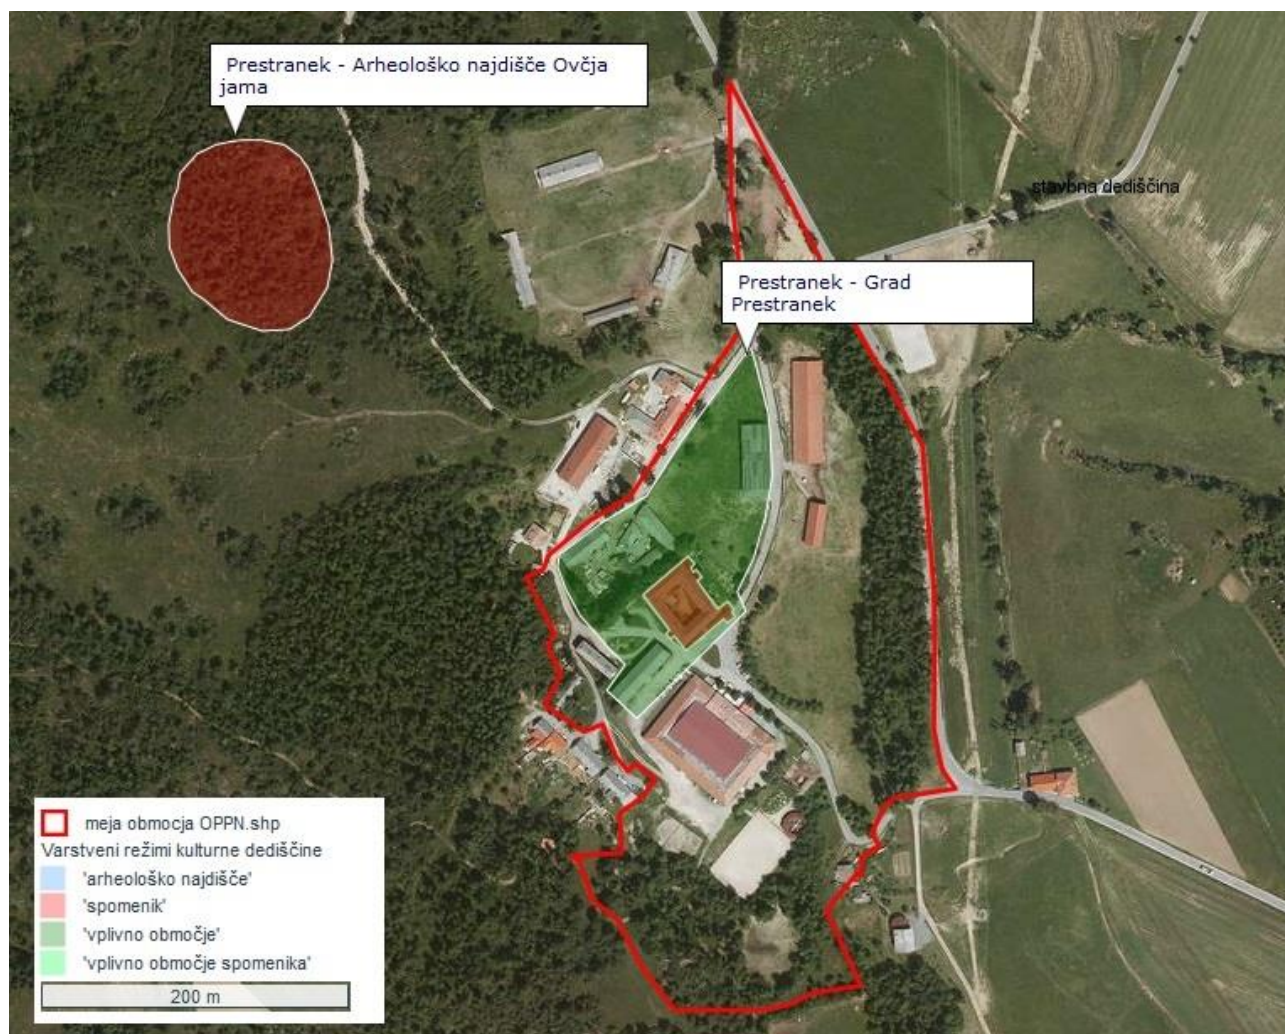 Prestranek - Arheološko najdišče Ovčja
jama
stavbna dediščina
Prestranek - Grad
Prestranek
meja obmocja OPPN.shp
Varstveni režimi kulturne dediščine
'arheološko najdišče'
'spomenik'
'vplivno območje'
'vplivno območje spomenika'
200 m